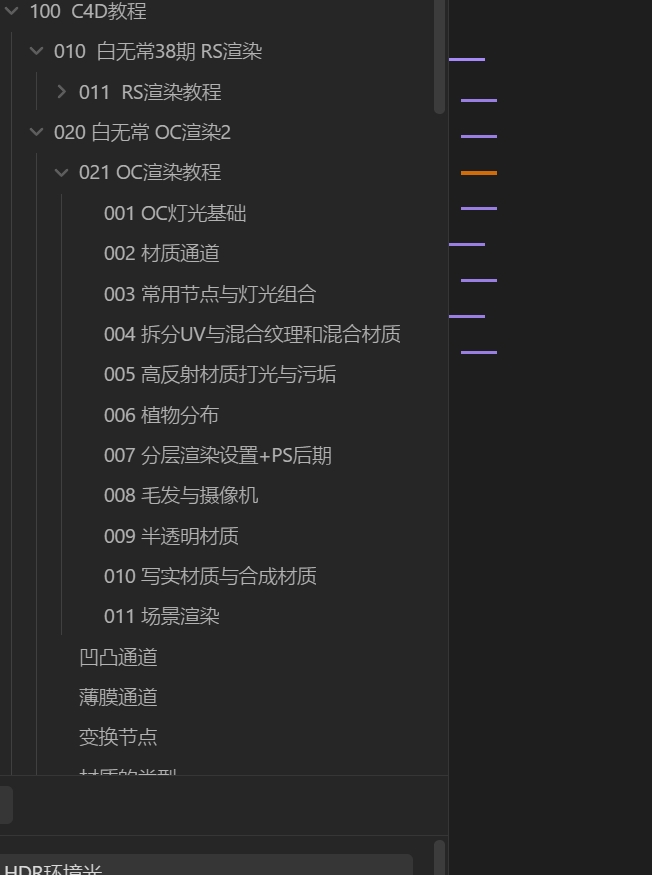 100 C4D教程
010 白无常38期 RS渲染
011 RS渲染教程
020 白无常 OC渲染2
021 OC渲染教程
001 OC灯光基础
002 材质通道
003 常用节点与灯光组合
004 拆分UV与混合纹理和混合材质
005 高反射材质打光与污垢
006 植物分布
007 分层渲染设置+PS后期
008 毛发与摄像机
009 半透明材质
010 写实材质与合成材质
011 场景渲染
凹凸通道
薄膜通道
变换节点
材质的类型
HDR环境光